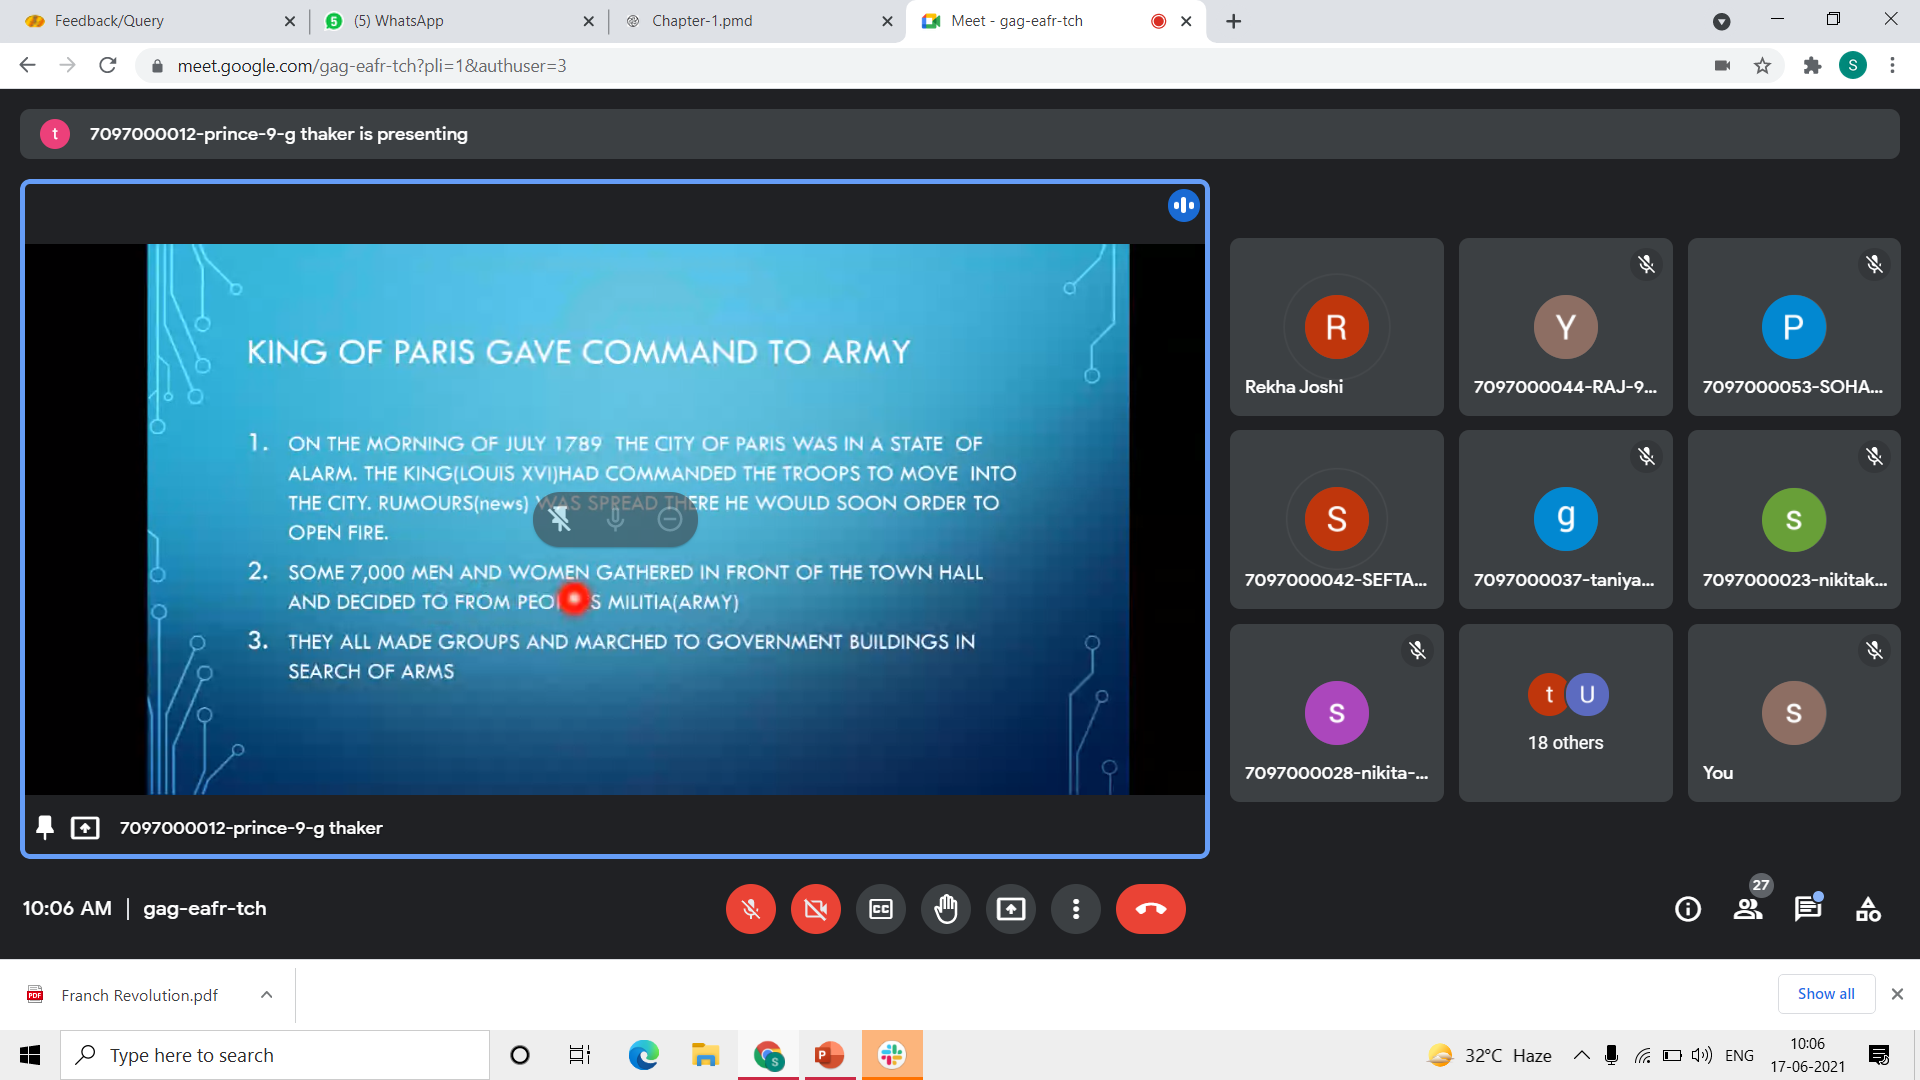 Feedback/Query
5 (5) WhatsApp
Chapter-1.pmd
Meet - gag-eafr-tch
meet.google.com/gag-eafr-tch?pli=1&authuser=3
S
t 7097000012-prince-9-g thaker is presenting
KING OF PARIS GAVE COMMAND TO ARMY
1. ON THE MORNING OF JULY 1789 THE CITY OF PARIS WAS IN A STATE OF
ALARM. THE KING(LOUIS XVI)HAD COMMANDED THE TROOPS TO MOVE INTO
THE CITY. RUMOURS(news) WAS SPREAD THERE HE WOULD SOON ORDER TO
OPEN FIRE.
2. SOME 7,000 MEN AND WOMEN GATHERED IN FRONT OF THE TOWN HALL
AND DECIDED TO FROM S MILITIA(ARMY)
3. THEY ALL MADE GROUPS AND MARCHED TO GOVERNMENT BUILDINGS IN
SEARCH OF ARMS
7097000012-prince-9-g thaker
R
Rekha Joshi
Y
7097000044-RAJ-9...
P
7097000053-SOHA...
S
7097000042-SEFTA...
g
7097000037-taniya...
s
7097000023-nikitak...
s
7097000028-nikita-...
t U
18 others
s
You
10:06 AM | gag-eafr-tch
CC
27
PDF Franch Revolution.pdf
Show all
Type here to search
S
P
32°C Haze
ENG
10:06
17-06-2021